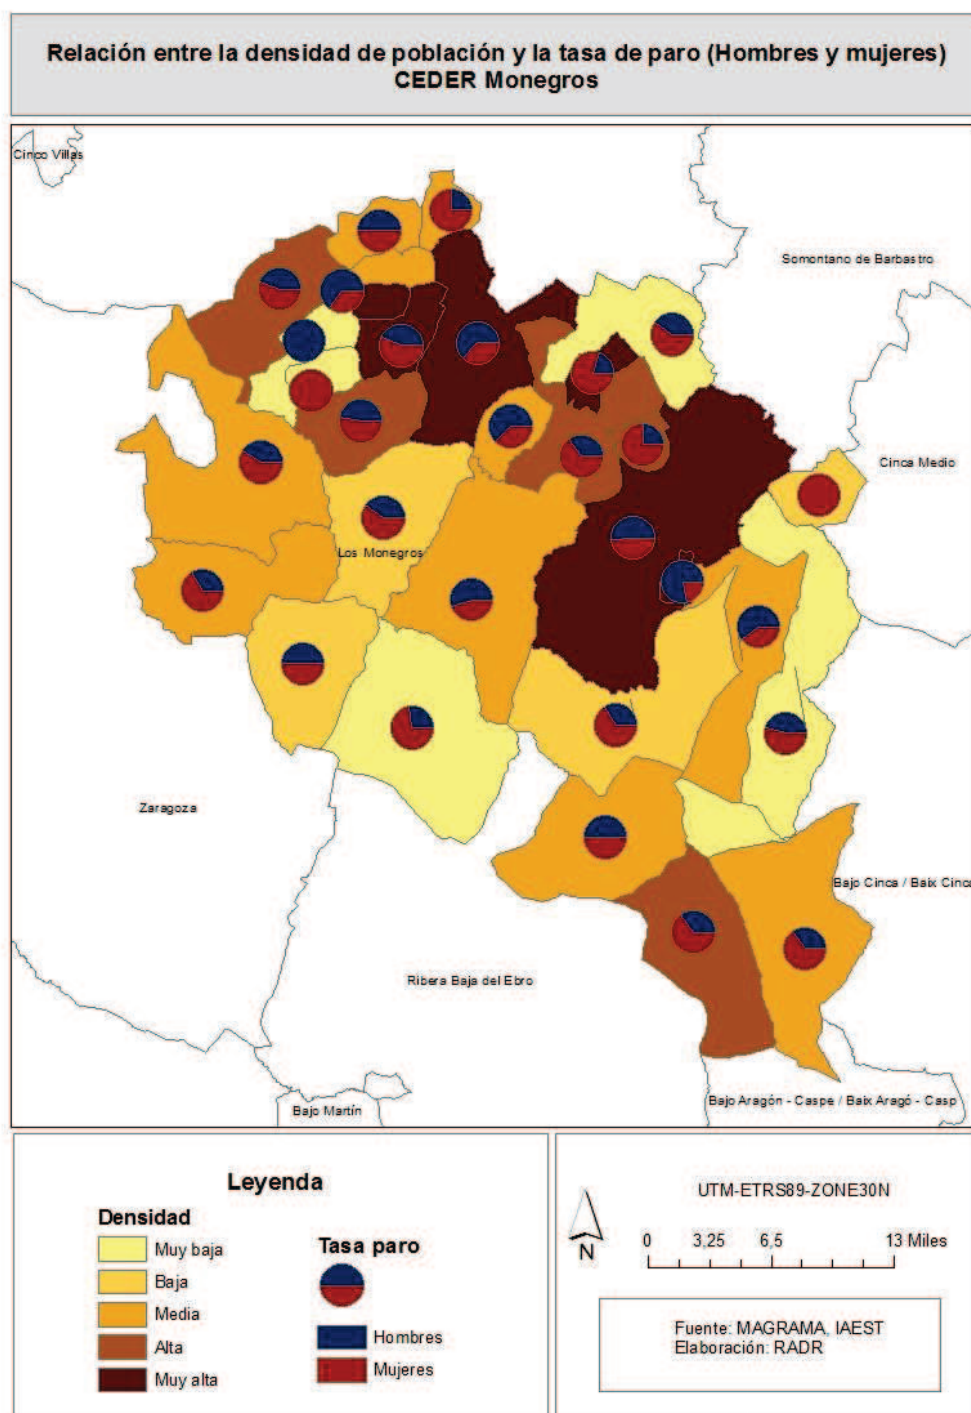 Relación entre la densidad de población y la tasa de paro (Hombres y mujeres)
CEDER Monegros
Cinco Villas
Somontano de Barbastro
Cinca Medio
Los Monegros
Zaragoza
Bajo Cinca / Baix Cinca
Ribera Baja del Ebro
Bajo Martín
Bajo Aragón - Caspe / Baix Aragó - Casp
Leyenda
Densidad
Muy baja
Baja
Media
Alta
Muy alta
Tasa paro
Hombres
Mujeres
N
UTM-ETRS89-ZONE30N
0 3,25 6,5 13 Miles
Fuente: MAGRAMA, IAEST
Elaboración: RADR